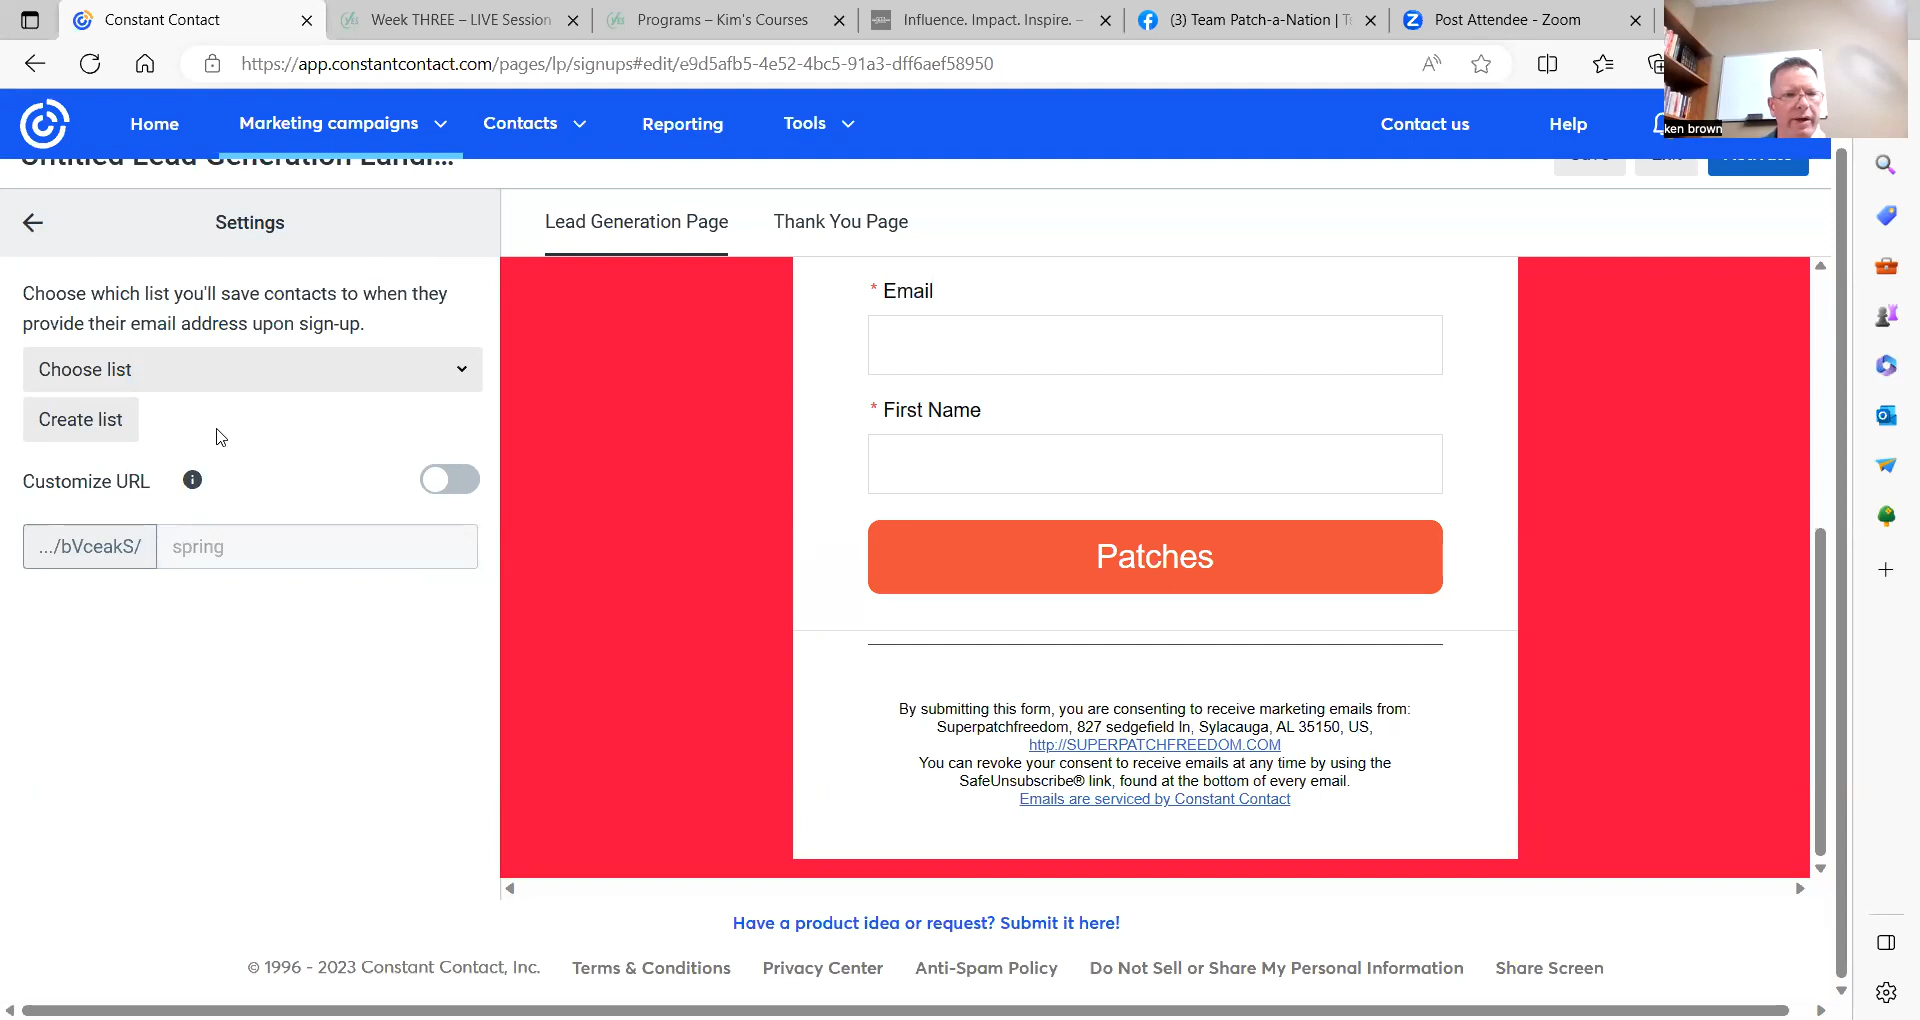 Constant Contact
Week THREE – LIVE Session
Programs – Kim's Courses
Influence. Impact. Inspire. –
(3) Team Patch-a-Nation | Te
Post Attendee - Zoom
https://app.constantcontact.com/pages/lp/signups#edit/e9d5afb5-4e52-4bc5-91a3-dff6aef58950
ken brown
Home
Marketing campaigns
Contacts
Reporting
Tools
Contact us
Help
Untitled Lead Generation Landi...
Save
Exit
Activate
Settings
Lead Generation Page
Thank You Page
Choose which list you'll save contacts to when they
provide their email address upon sign-up.
Choose list
Create list
Customize URL
.../bVceakS/
spring
* Email
* First Name
Patches
By submitting this form, you are consenting to receive marketing emails from:
Superpatchfreedom, 827 sedgefield ln, Sylacauga, AL 35150, US,
http://SUPERPATCHFREEDOM.COM
You can revoke your consent to receive emails at any time by using the
SafeUnsubscribe® link, found at the bottom of every email.
Emails are serviced by Constant Contact
Have a product idea or request? Submit it here!
© 1996 - 2023 Constant Contact, Inc.
Terms & Conditions
Privacy Center
Anti-Spam Policy
Do Not Sell or Share My Personal Information
Share Screen